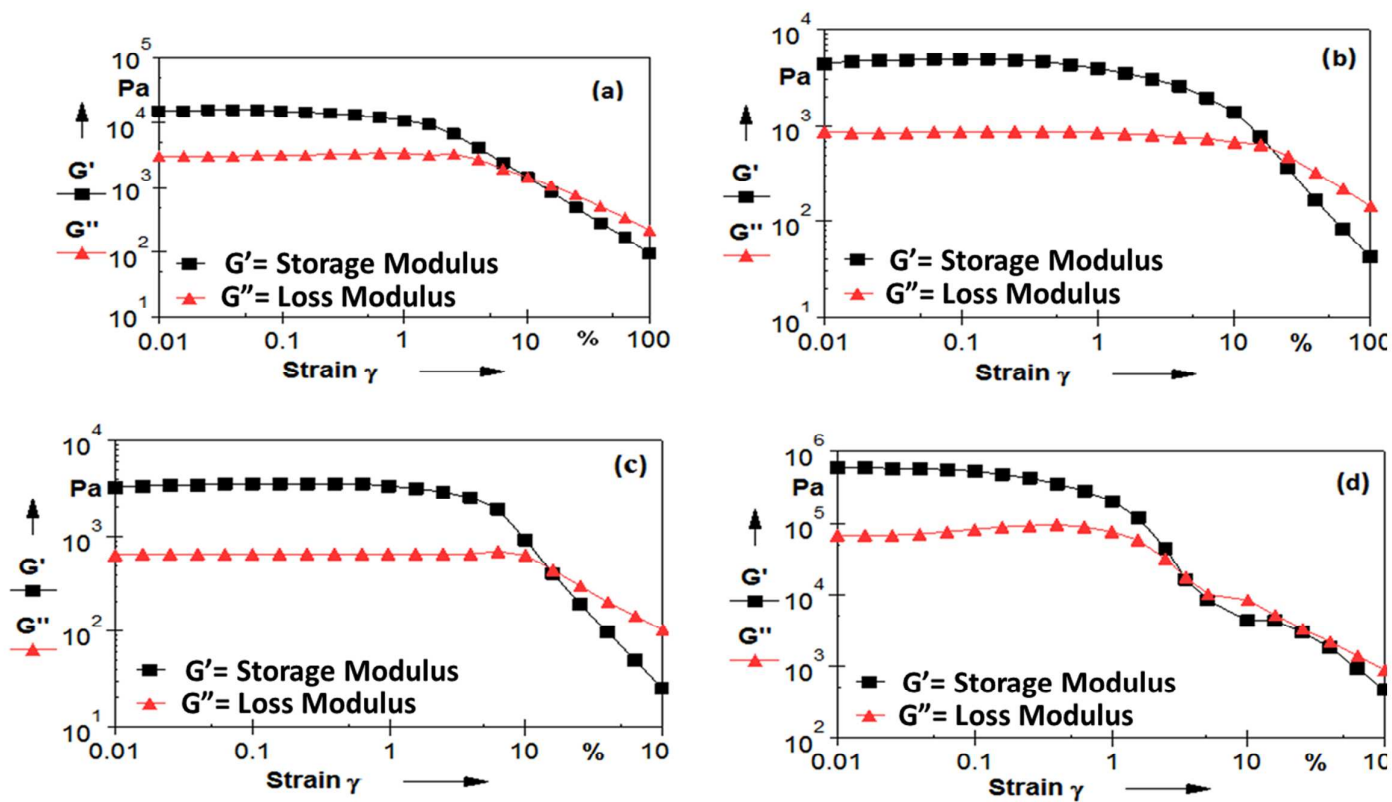 10⁵
Pa
10⁴
G'
10³
G''
10²
10¹
(a)
G'= Storage Modulus
G''= Loss Modulus
0.01 0.1 1 10 % 100
Strain γ
10⁴
Pa
10³
G'
10²
G''
10¹
(b)
G'= Storage Modulus
G''= Loss Modulus
0.01 0.1 1 10 % 100
Strain γ
10⁴
Pa
10³
G'
G''
10²
10¹
(c)
G'= Storage Modulus
G''= Loss Modulus
0.01 0.1 1 10 % 10
Strain γ
10⁶
Pa
10⁵
G'
10⁴
G''
10³
10²
(d)
G'= Storage Modulus
G''= Loss Modulus
0.01 0.1 1 10 % 100
Strain γ